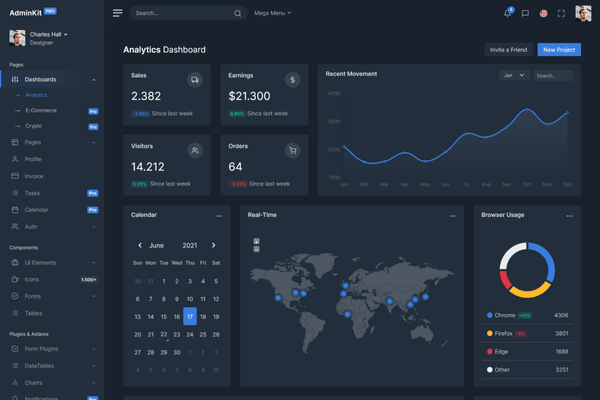 AdminKit PRO
Charles Hall
Designer
Pages
Dashboards
→ Analytics
→ E-Commerce Pro
→ Crypto Pro
Pages
Profile
Invoice
Tasks Pro
Calendar Pro
Auth
Components
UI Elements
Icons 1.500+
Forms
Tables
Plugins & Addons
Form Plugins
DataTables
Charts
Notifications Pro
Search...
Mega Menu
4
Analytics Dashboard
Invite a Friend
New Project
Sales
2.382
Since last week
Earnings
$21.300
Since last week
Visitors
14.212
5.25% Since last week
Orders
64
-2.25% Since last week
Recent Movement
Jan
Search..
4000
3000
2000
1500
Jan Feb Mar Apr May Jun Jul Aug Sep Oct Nov Dec
Calendar
June 2021
Sun Mon Tue Wed Thu Fri Sat
30 31 1 2 3 4 5
6 7 8 9 10 11 12
13 14 15 16 17 18 19
20 21 22 23 24 25 26
27 28 29 30 1 2 3
4 5 6 7 8 9 10
Real-Time
+
−
Browser Usage
Chrome +12% 4306
Firefox 3801
Edge 1689
Other 3251